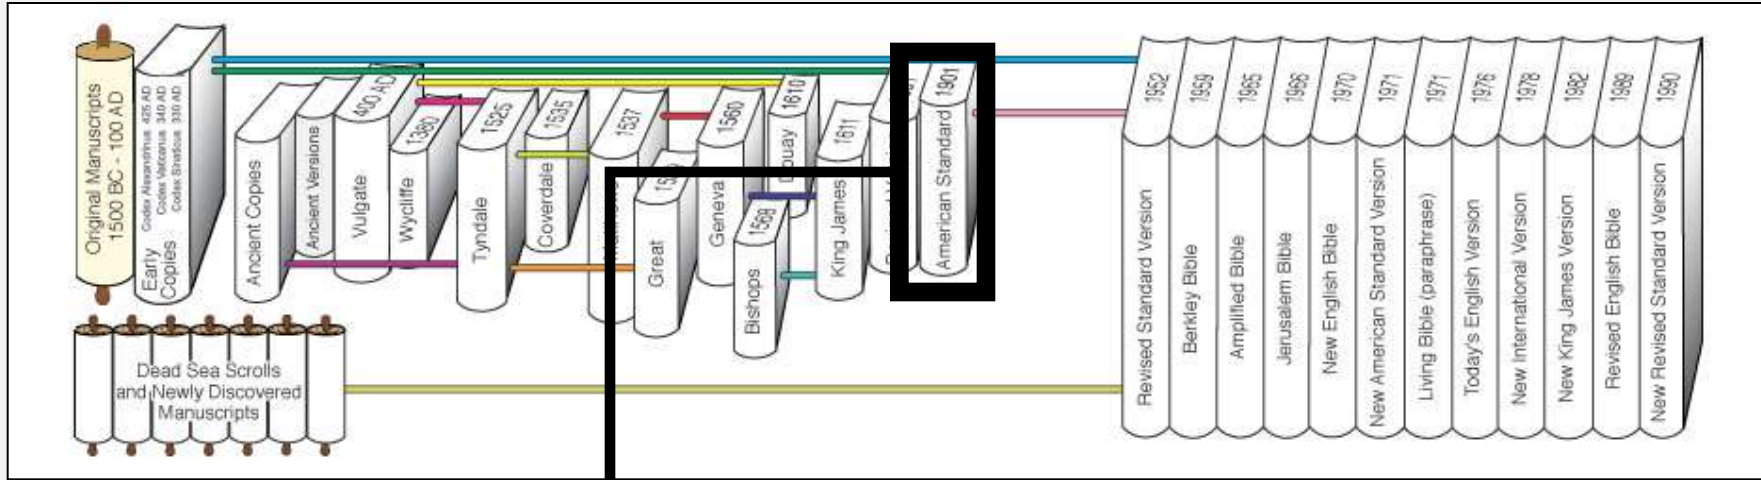 Original Manuscripts
1500 BC - 100 AD
Codex Alexandrinus 425 AD
Codex Vaticanus 340 AD
Codex Sinaiticus 330 AD
Early
Copies
Ancient Copies
Ancient Versions
400 AD
Vulgate
1380
Wycliffe
1525
Tyndale
1535
Coverdale
1537
Great
1560
Geneva
1568
Bishops
1610
1611
King James
1901
American Standard
Dead Sea Scrolls
and Newly Discovered
Manuscripts
1952
Revised Standard Version
1959
Berkley Bible
1965
Amplified Bible
1966
Jerusalem Bible
1970
New English Bible
1971
New American Standard Version
1971
Living Bible (paraphrase)
1976
Today's English Version
1978
New International Version
1982
New King James Version
1989
Revised English Bible
1990
New Revised Standard Version